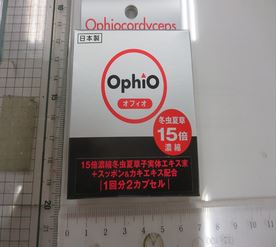 Ophiocordyceps
日本製
OphiO
オフィオ
冬虫夏草
15倍
濃縮
15倍濃縮冬虫夏草子実体エキス末
+スッポン&カキエキス配合
1回分2カプセル